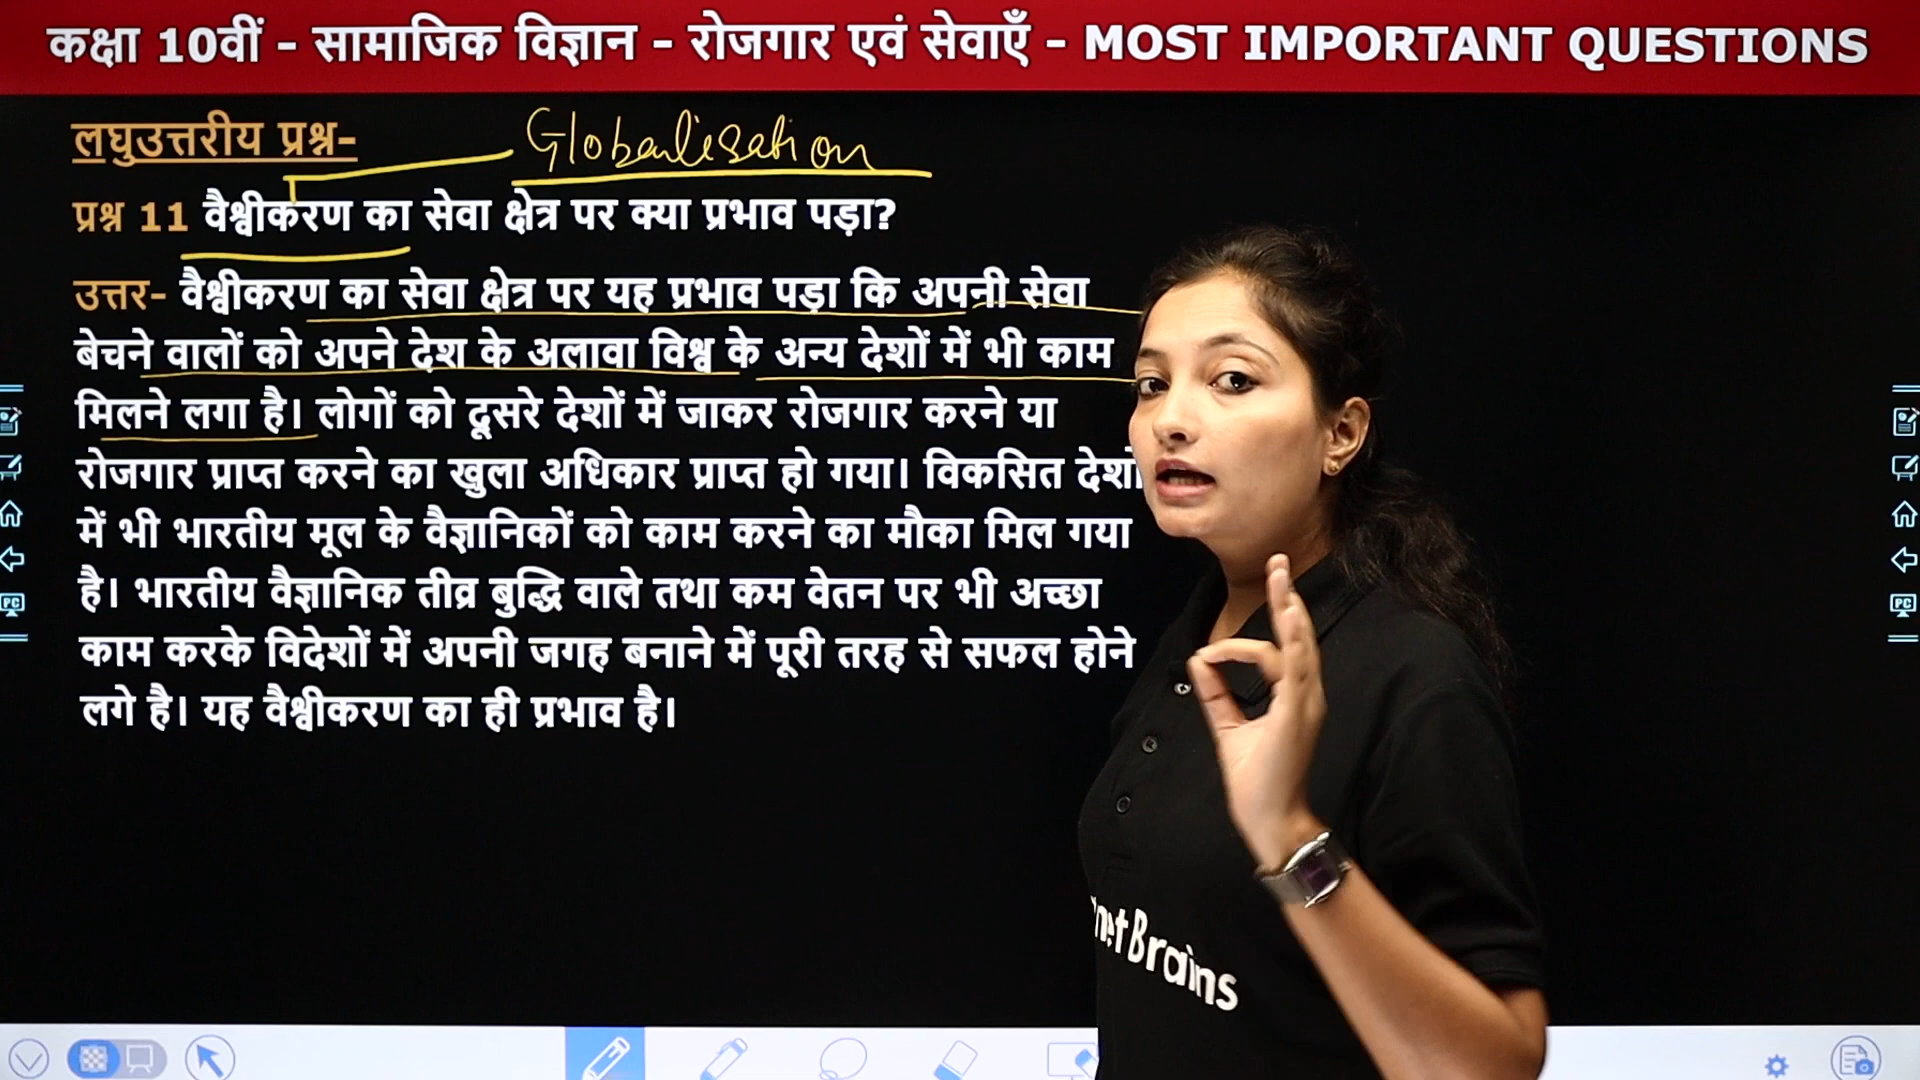 कक्षा 10वीं - सामाजिक विज्ञान - रोजगार एवं सेवाएँ - MOST IMPORTANT QUESTIONS
लघुउत्तरीय प्रश्न-
Globalisation
प्रश्न 11 वैश्वीकरण का सेवा क्षेत्र पर क्या प्रभाव पड़ा?
उत्तर- वैश्वीकरण का सेवा क्षेत्र पर यह प्रभाव पड़ा कि अपनी सेवा
बेचने वालों को अपने देश के अलावा विश्व के अन्य देशों में भी काम
मिलने लगा है। लोगों को दूसरे देशों में जाकर रोजगार करने या
रोजगार प्राप्त करने का खुला अधिकार प्राप्त हो गया। विकसित देशों
में भी भारतीय मूल के वैज्ञानिकों को काम करने का मौका मिल गया
है। भारतीय वैज्ञानिक तीव्र बुद्धि वाले तथा कम वेतन पर भी अच्छा
काम करके विदेशों में अपनी जगह बनाने में पूरी तरह से सफल होने
लगे है। यह वैश्वीकरण का ही प्रभाव है।
PC
PC
net Brains